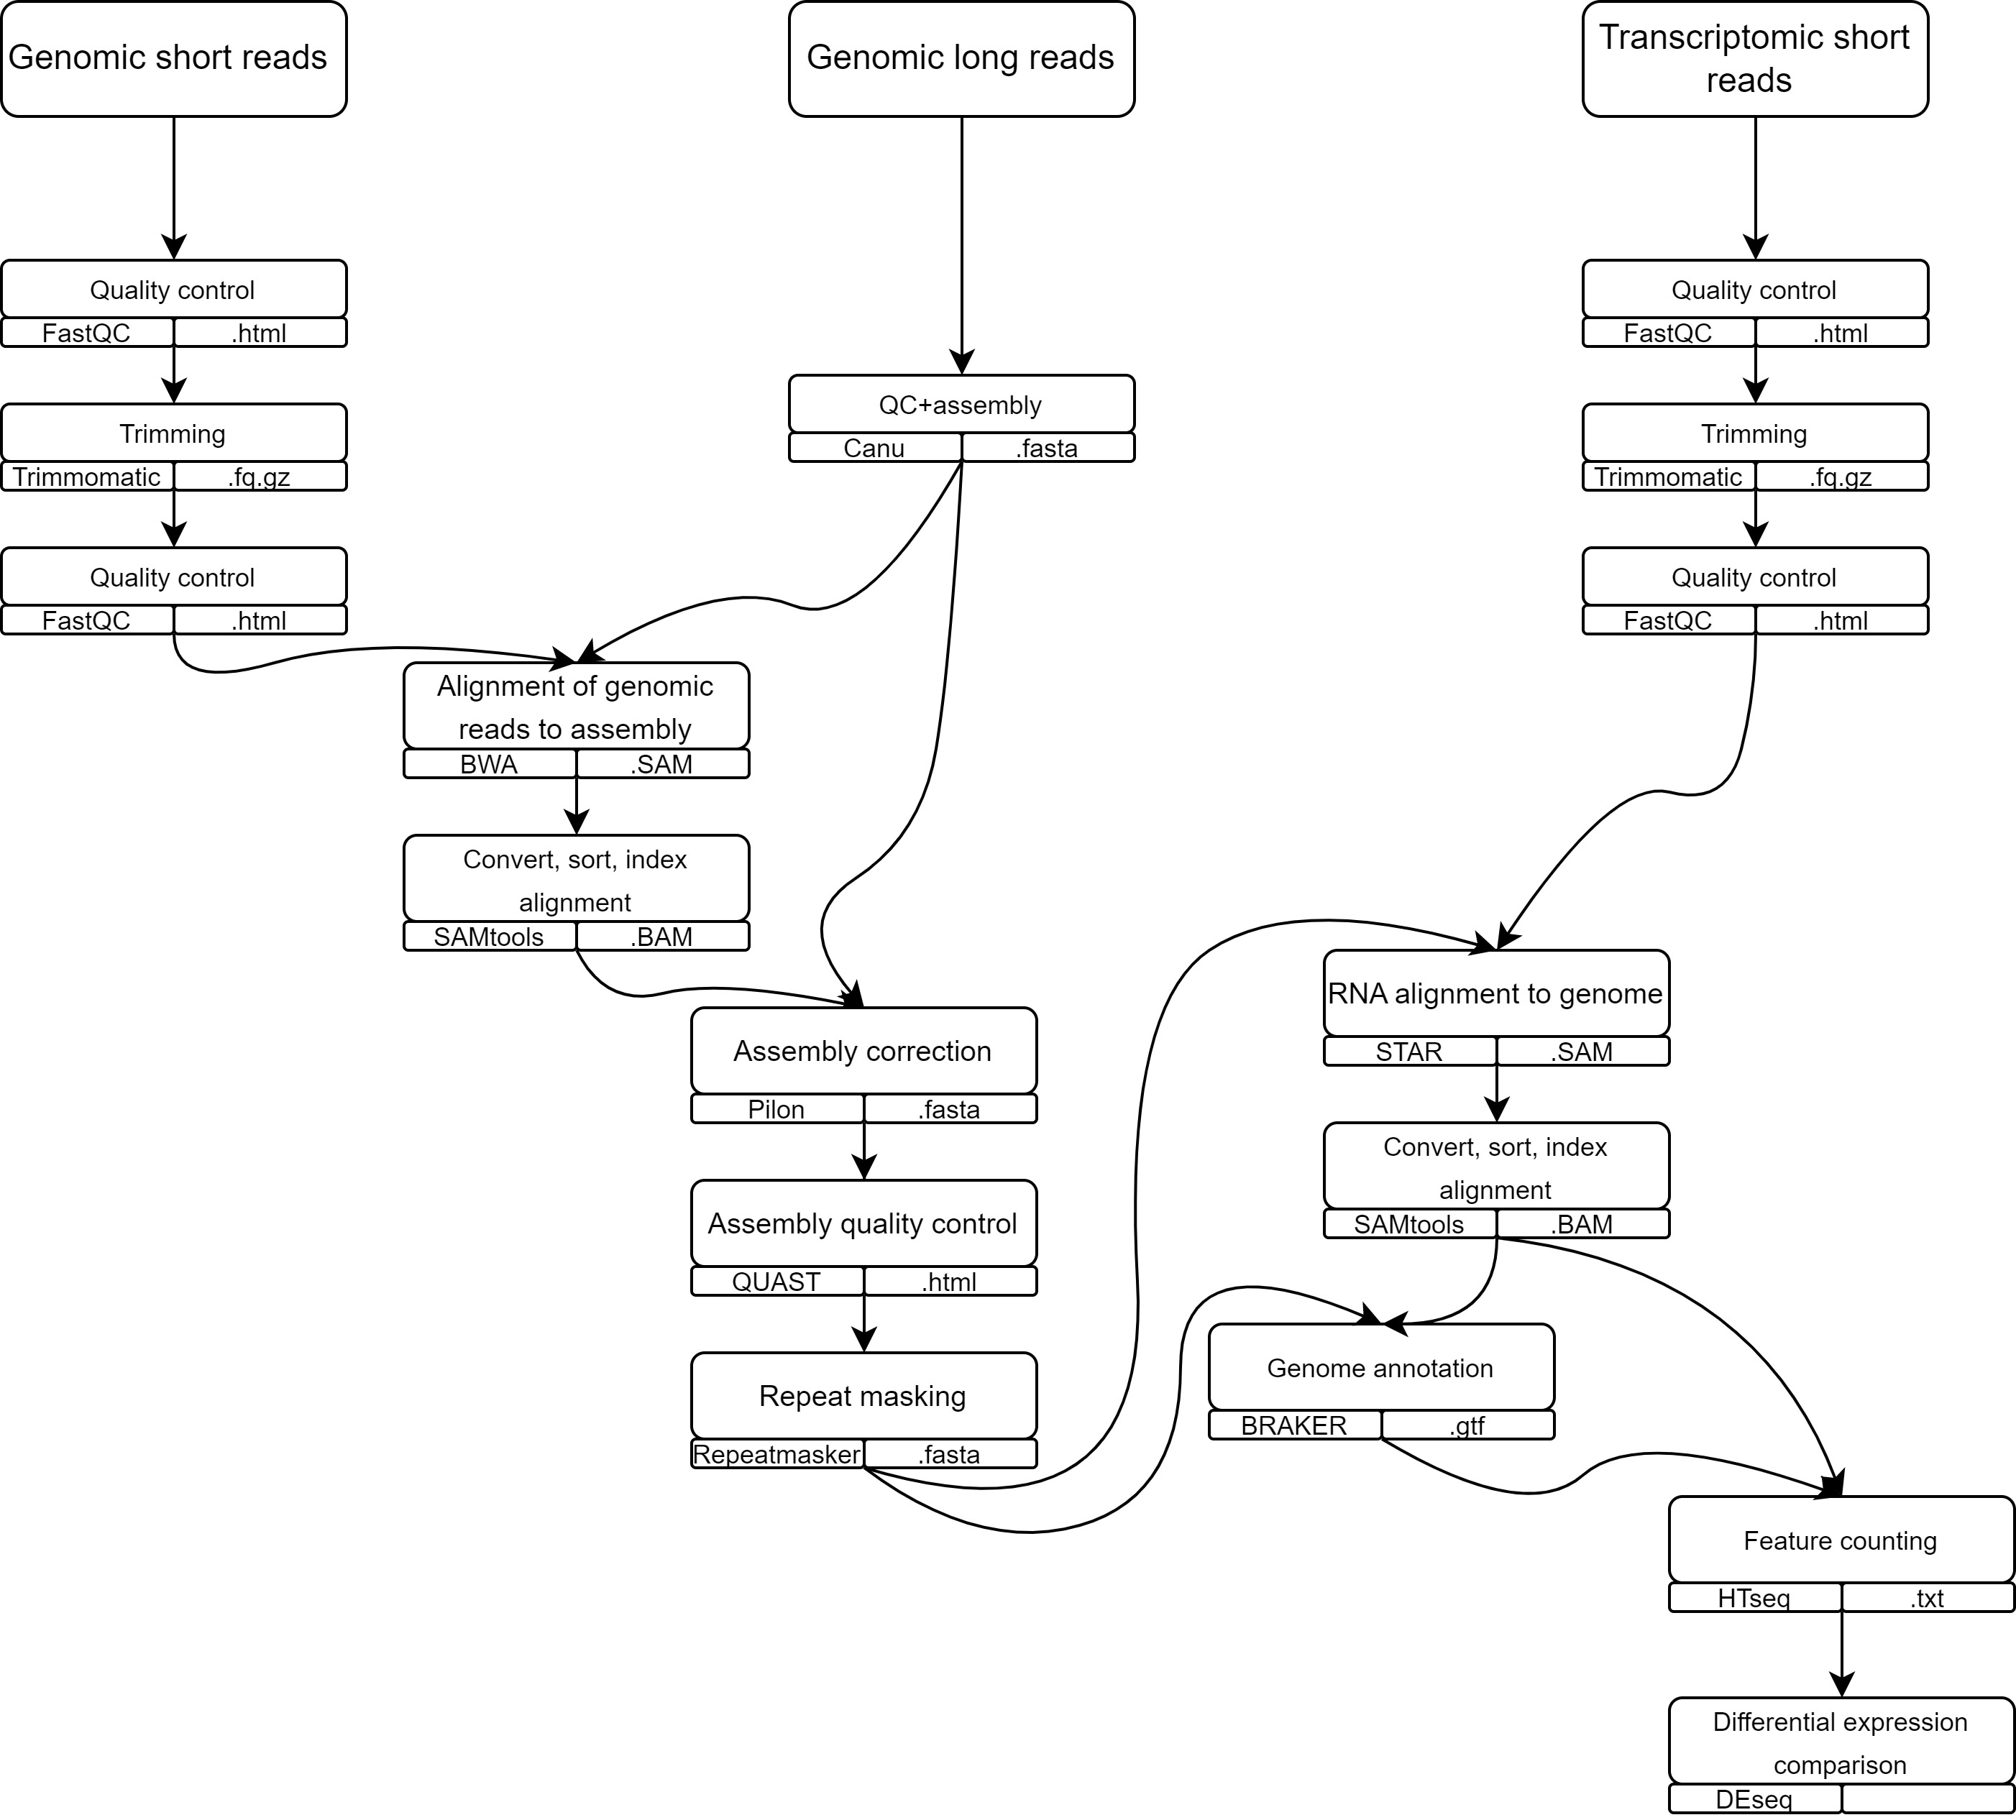 Genomic short reads
Genomic long reads
Transcriptomic short
reads
Quality control
FastQC
.html
Quality control
FastQC
.html
QC+assembly
Canu
.fasta
Trimming
Trimmomatic
.fq.gz
Trimming
Trimmomatic
.fq.gz
Quality control
FastQC
.html
Quality control
FastQC
.html
Alignment of genomic
reads to assembly
BWA
.SAM
Convert, sort, index
alignment
SAMtools
.BAM
Assembly correction
Pilon
.fasta
RNA alignment to genome
STAR
.SAM
Convert, sort, index
alignment
SAMtools
.BAM
Assembly quality control
QUAST
.html
Repeat masking
Repeatmasker
.fasta
Genome annotation
BRAKER
.gtf
Feature counting
HTseq
.txt
Differential expression
comparison
DEseq